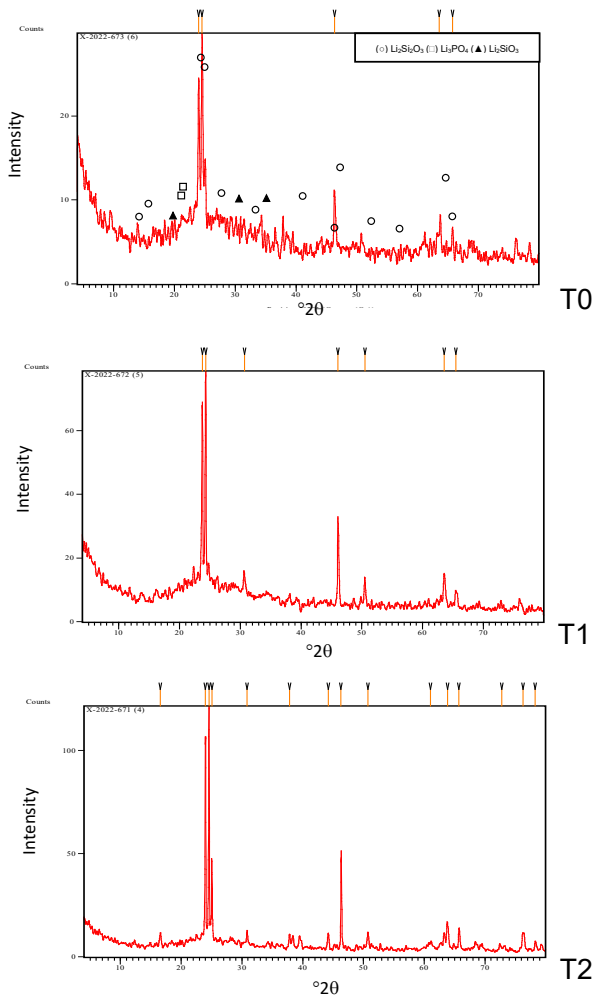 Counts
X-2022-673 (6)
(○) Li₂Si₂O₃ (□) Li₃PO₄ (▲) Li₂SiO₃
Intensity
20
10
0
10 20 30 40 50 60 70
°2θ
T0
Counts
X-2022-672 (5)
Intensity
60
40
20
0
10 20 30 40 50 60 70
°2θ
T1
Counts
X-2022-671 (4)
Intensity
100
50
0
10 20 30 40 50 60 70
°2θ
T2